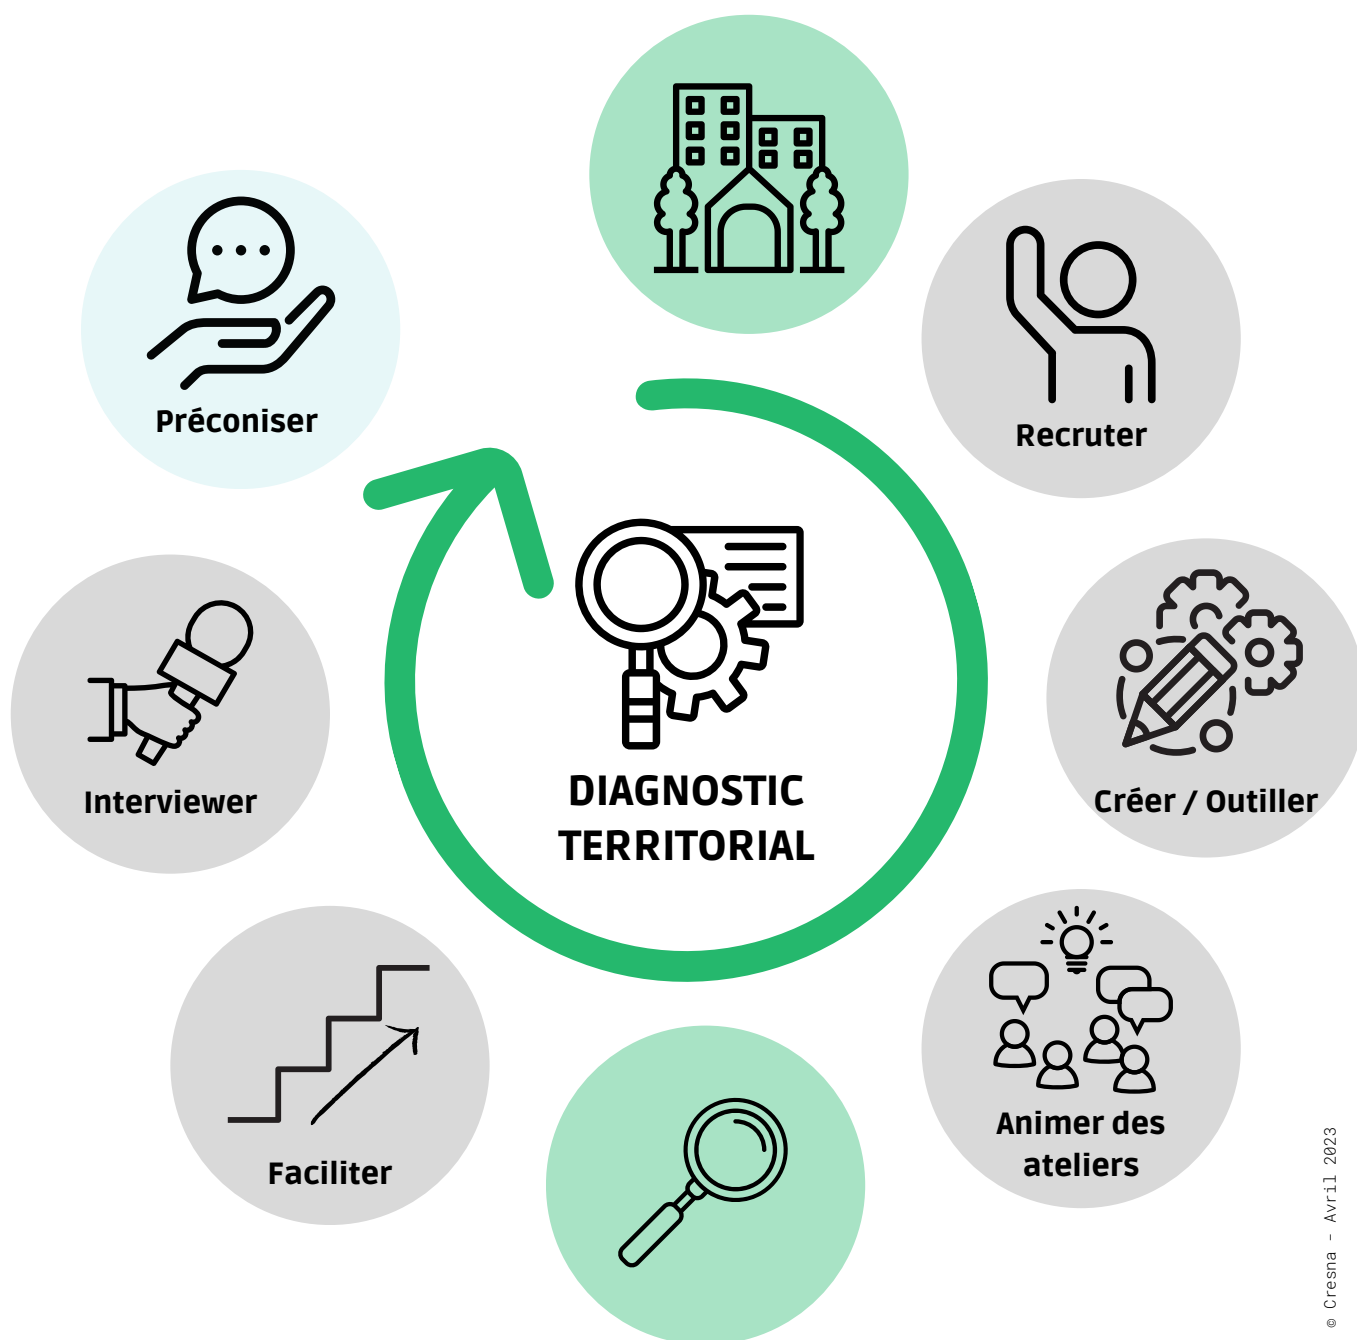 Préconiser
Recruter
Interviewer
DIAGNOSTIC
TERRITORIAL
Créer / Outiller
Faciliter
Animer des
ateliers
© Cresna - Avril 2023